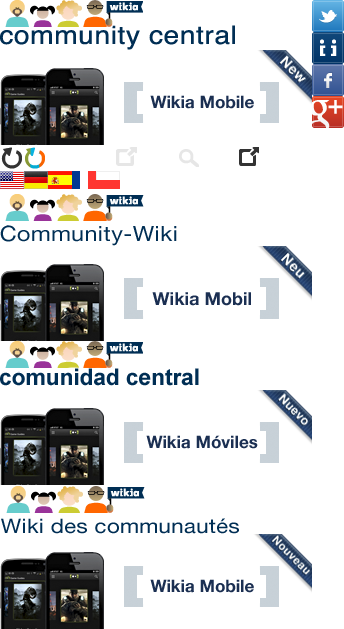 wikia
community central
New
Wikia Mobile
f
g+
wikia
Community-Wiki
Neu
Wikia Mobil
wikia
comunidad central
Nuevo
Wikia Móviles
wikia
Wiki des communautés
Nouveau
Wikia Mobile